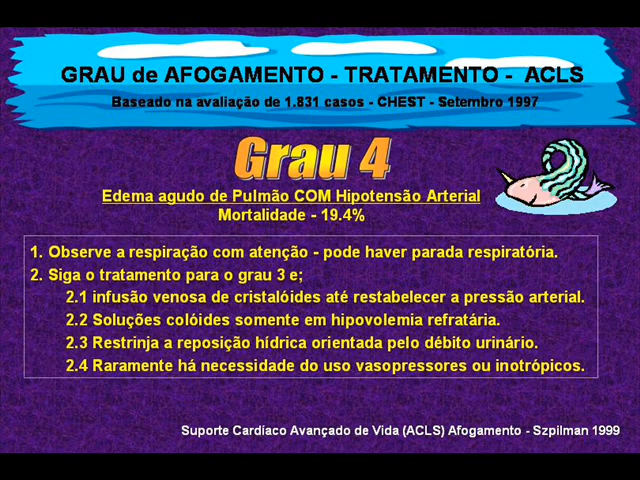 GRAU de AFOGAMENTO - TRATAMENTO - ACLS
Baseado na avaliação de 1.831 casos - CHEST - Setembro 1997
Grau 4
Edema agudo de Pulmão COM Hipotensão Arterial
Mortalidade - 19.4%
1. Observe a respiração com atenção - pode haver parada respiratória.
2. Siga o tratamento para o grau 3 e;
2.1 infusão venosa de cristalóides até restabelecer a pressão arterial.
2.2 Soluções colóides somente em hipovolemia refratária.
2.3 Restrinja a reposição hídrica orientada pelo débito urinário.
2.4 Raramente há necessidade do uso vasopressores ou inotrópicos.
Suporte Cardíaco Avançado de Vida (ACLS) Afogamento - Szpilman 1999